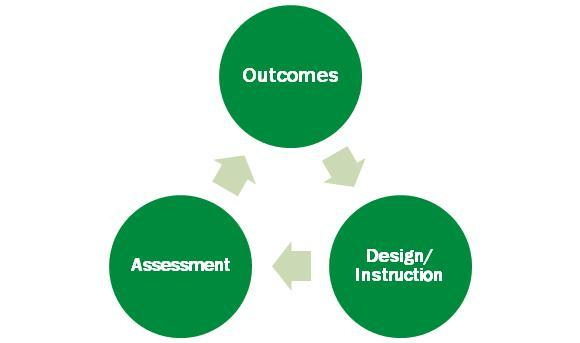 Outcomes
Design/
Instruction
Assessment